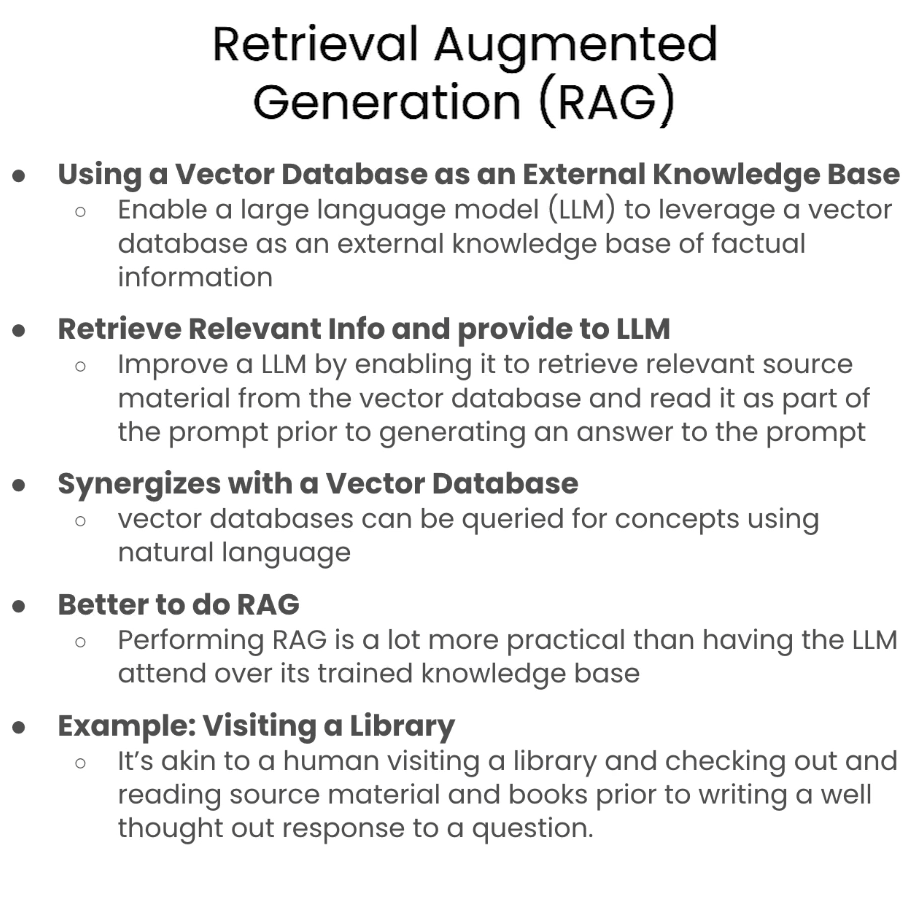 Retrieval Augmented
Generation (RAG)
● Using a Vector Database as an External Knowledge Base
○ Enable a large language model (LLM) to leverage a vector
database as an external knowledge base of factual
information
● Retrieve Relevant Info and provide to LLM
○ Improve a LLM by enabling it to retrieve relevant source
material from the vector database and read it as part of
the prompt prior to generating an answer to the prompt
● Synergizes with a Vector Database
○ vector databases can be queried for concepts using
natural language
● Better to do RAG
○ Performing RAG is a lot more practical than having the LLM
attend over its trained knowledge base
● Example: Visiting a Library
○ It’s akin to a human visiting a library and checking out and
reading source material and books prior to writing a well
thought out response to a question.